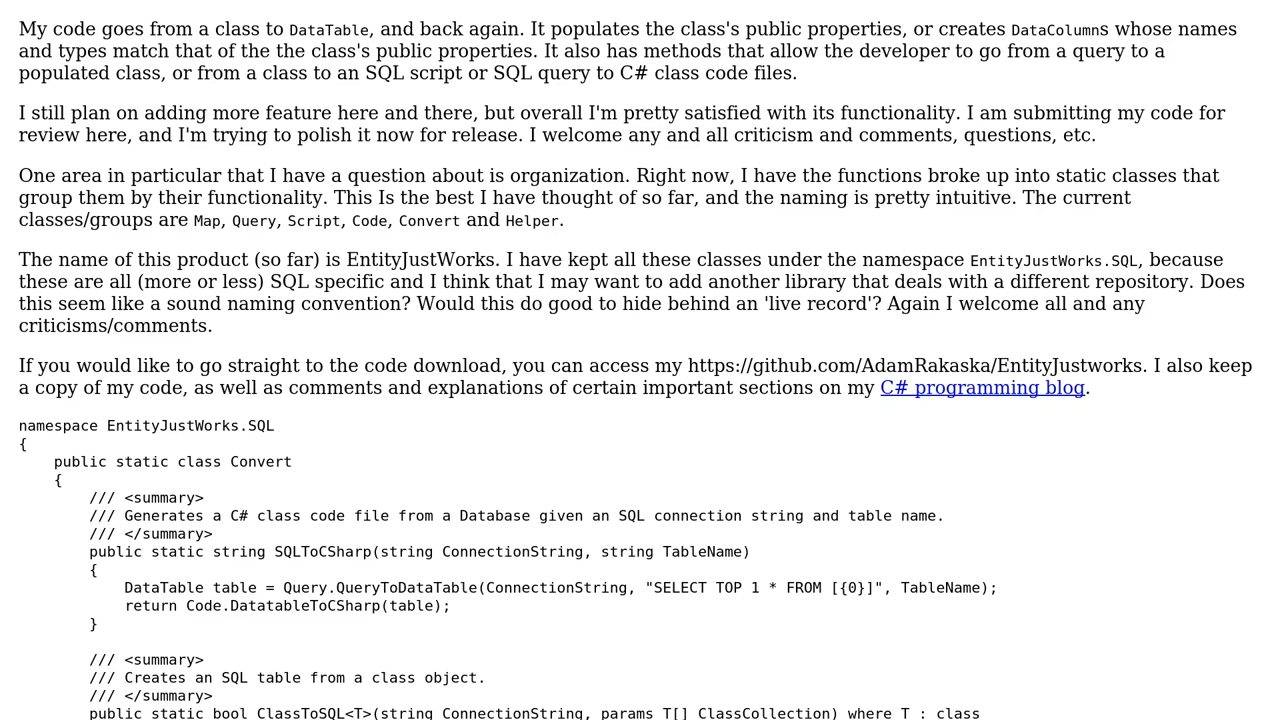 My code goes from a class to DataTable, and back again. It populates the class's public properties, or creates DataColumns whose names
and types match that of the the class's public properties. It also has methods that allow the developer to go from a query to a
populated class, or from a class to an SQL script or SQL query to C# class code files.
I still plan on adding more feature here and there, but overall I'm pretty satisfied with its functionality. I am submitting my code for
review here, and I'm trying to polish it now for release. I welcome any and all criticism and comments, questions, etc.
One area in particular that I have a question about is organization. Right now, I have the functions broke up into static classes that
group them by their functionality. This Is the best I have thought of so far, and the naming is pretty intuitive. The current
classes/groups are Map, Query, Script, Code, Convert and Helper.
The name of this product (so far) is EntityJustWorks. I have kept all these classes under the namespace EntityJustWorks.SQL, because
these are all (more or less) SQL specific and I think that I may want to add another library that deals with a different repository. Does
this seem like a sound naming convention? Would this do good to hide behind an 'live record'? Again I welcome all and any
criticisms/comments.
If you would like to go straight to the code download, you can access my https://github.com/AdamRakaska/EntityJustworks. I also keep
a copy of my code, as well as comments and explanations of certain important sections on my C# programming blog.
namespace EntityJustWorks.SQL
{
    public static class Convert
    {
        /// <summary>
        /// Generates a C# class code file from a Database given an SQL connection string and table name.
        /// </summary>
        public static string SQLToCSharp(string ConnectionString, string TableName)
        {
            DataTable table = Query.QueryToDataTable(ConnectionString, "SELECT TOP 1 * FROM [{0}]", TableName);
            return Code.DatatableToCSharp(table);
        }
        /// <summary>
        /// Creates an SQL table from a class object.
        /// </summary>
        public static bool ClassToSQL<T>(string ConnectionString, params T[] ClassCollection) where T : class